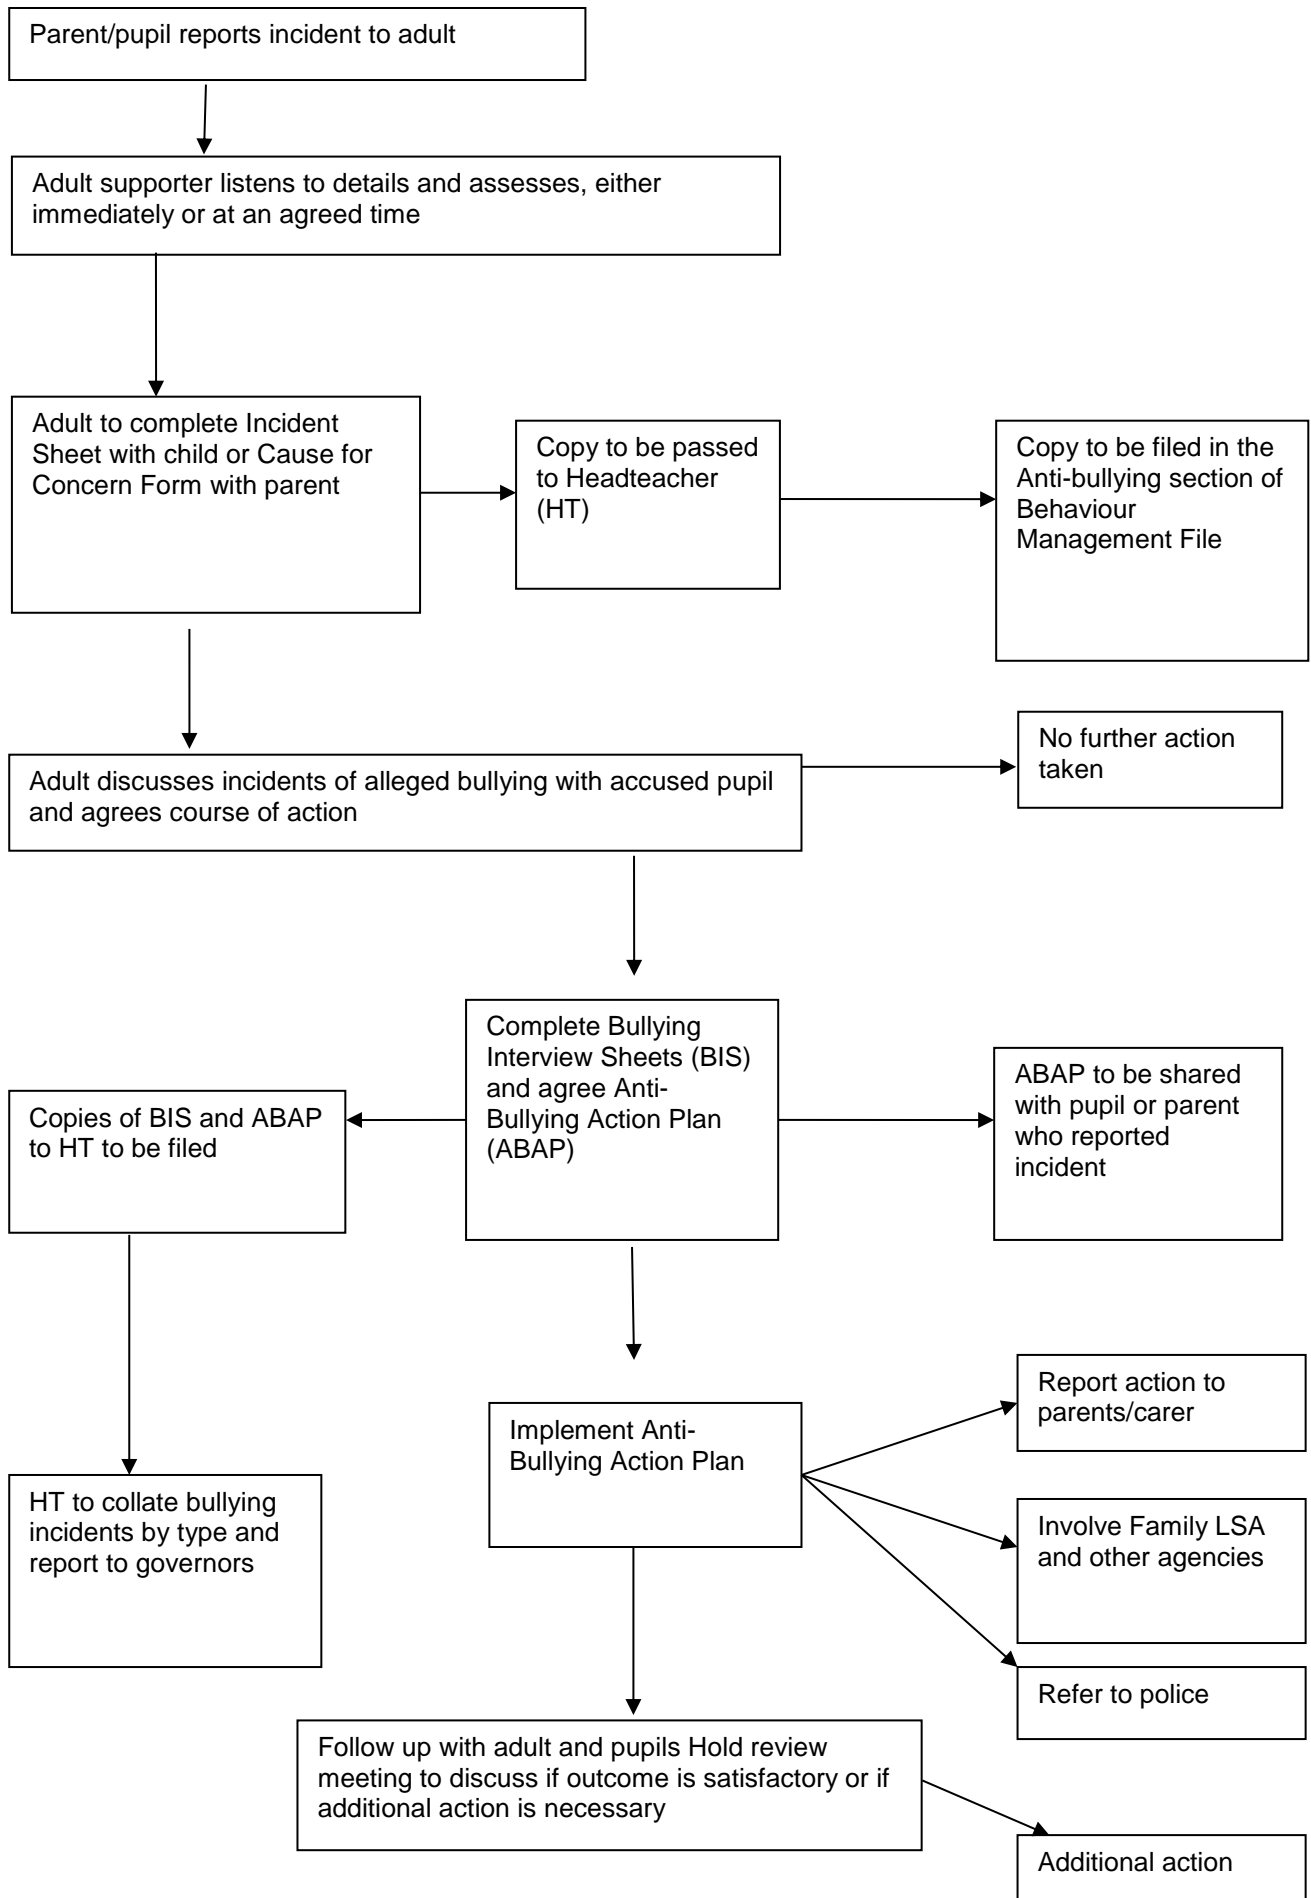 Parent/pupil reports incident to adult
Adult supporter listens to details and assesses, either
immediately or at an agreed time
Adult to complete Incident
Sheet with child or Cause for
Concern Form with parent
Copy to be passed
to Headteacher
(HT)
Copy to be filed in the
Anti-bullying section of
Behaviour
Management File
No further action
taken
Adult discusses incidents of alleged bullying with accused pupil
and agrees course of action
Complete Bullying
Interview Sheets (BIS)
and agree Anti-
Bullying Action Plan
(ABAP)
Copies of BIS and ABAP
to HT to be filed
ABAP to be shared
with pupil or parent
who reported
incident
Report action to
parents/carer
Implement Anti-
Bullying Action Plan
HT to collate bullying
incidents by type and
report to governors
Involve Family LSA
and other agencies
Refer to police
Follow up with adult and pupils Hold review
meeting to discuss if outcome is satisfactory or if
additional action is necessary
Additional action